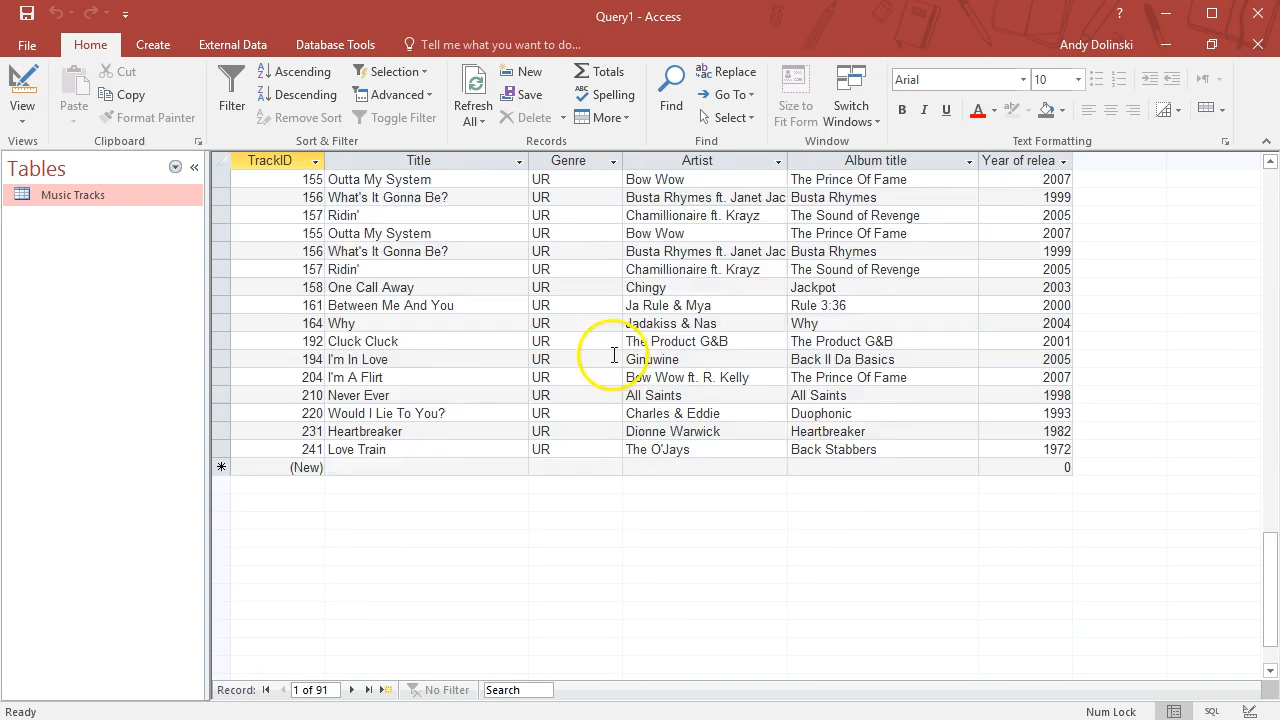 Query1 - Access
File Home Create External Data Database Tools Tell me what you want to do... Andy Dolinski
View
Paste
Cut
Copy
Format Painter
Filter
Ascending
Descending
Remove Sort
Selection
Advanced
Toggle Filter
Refresh
All
New
Save
Delete
Totals
Spelling
More
Find
Replace
Go To
Select
Size to
Fit Form
Switch
Windows
Arial 10
B I U A
Views Clipboard Sort & Filter Records Find Window Text Formatting
Tables
Music Tracks
TrackID Title Genre Artist Album title Year of relea
155 Outta My System UR Bow Wow The Prince Of Fame 2007
156 What's It Gonna Be? UR Busta Rhymes ft. Janet Jac Busta Rhymes 1999
157 Ridin' UR Chamillionaire ft. Krayz The Sound of Revenge 2005
155 Outta My System UR Bow Wow The Prince Of Fame 2007
156 What's It Gonna Be? UR Busta Rhymes ft. Janet Jac Busta Rhymes 1999
157 Ridin' UR Chamillionaire ft. Krayz The Sound of Revenge 2005
158 One Call Away UR Chingy Jackpot 2003
161 Between Me And You UR Ja Rule & Mya Rule 3:36 2000
164 Why UR Jadakiss & Nas Why 2004
192 Cluck Cluck UR The Product G&B The Product G&B 2001
194 I'm In Love UR Ginuwine Back II Da Basics 2005
204 I'm A Flirt UR Bow Wow ft. R. Kelly The Prince Of Fame 2007
210 Never Ever UR All Saints All Saints 1998
220 Would I Lie To You? UR Charles & Eddie Duophonic 1993
231 Heartbreaker UR Dionne Warwick Heartbreaker 1982
241 Love Train UR The O'Jays Back Stabbers 1972
(New) 0
Record: 1 of 91 No Filter Search
Ready Num Lock SQL